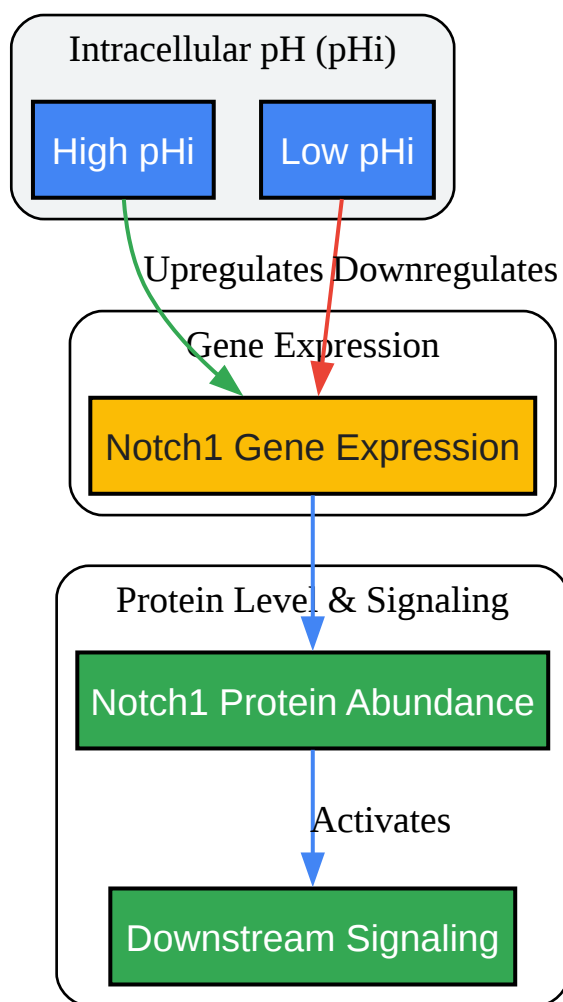 Intracellular pH (pHi)
High pHi
Low pHi
Upregulates
Downregulates
Gene Expression
Notch1 Gene Expression
Protein Level & Signaling
Notch1 Protein Abundance
Activates
Downstream Signaling